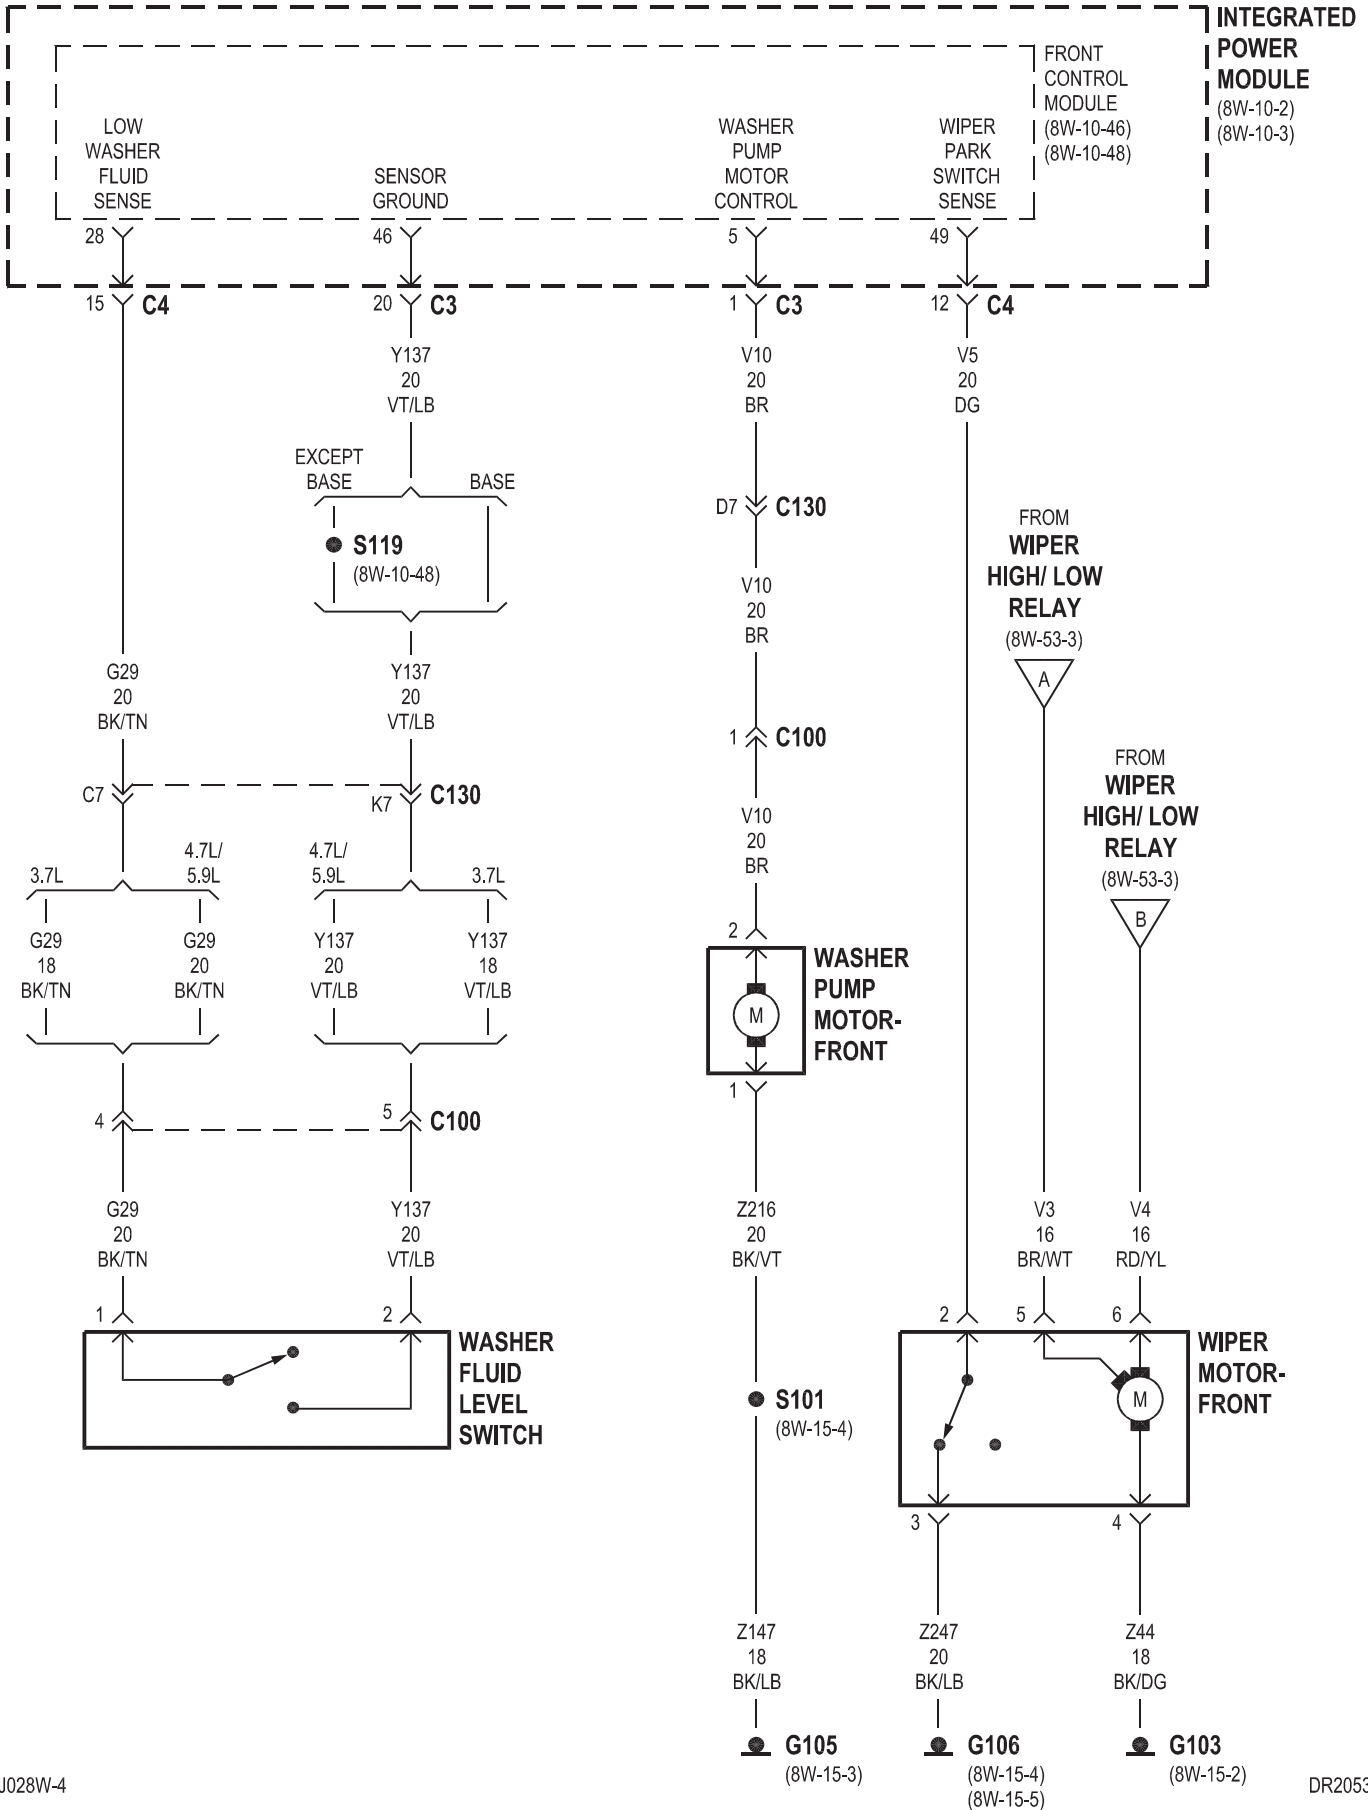 INTEGRATED
POWER
MODULE
(8W-10-2)
(8W-10-3)
FRONT
CONTROL
MODULE
(8W-10-46)
(8W-10-48)
LOW
WASHER
FLUID
SENSE
SENSOR
GROUND
WASHER
PUMP
MOTOR
CONTROL
WIPER
PARK
SWITCH
SENSE
28
46
5
49
15 C4
20 C3
1 C3
12 C4
Y137
20
VT/LB
V10
20
BR
V5
20
DG
EXCEPT
BASE
BASE
S119
(8W-10-48)
D7 C130
FROM
WIPER
HIGH/ LOW
RELAY
(8W-53-3)
A
V10
20
BR
G29
20
BK/TN
Y137
20
VT/LB
1 C100
FROM
WIPER
HIGH/ LOW
RELAY
(8W-53-3)
B
C7
K7 C130
V10
20
BR
3.7L
4.7L/
5.9L
4.7L/
5.9L
3.7L
G29
18
BK/TN
G29
20
BK/TN
Y137
20
VT/LB
Y137
18
VT/LB
2
WASHER
PUMP
MOTOR-
FRONT
M
1
4
5 C100
G29
20
BK/TN
Y137
20
VT/LB
Z216
20
BK/VT
V3
16
BR/WT
V4
16
RD/YL
1
2
2
5
6
WASHER
FLUID
LEVEL
SWITCH
S101
(8W-15-4)
WIPER
MOTOR-
FRONT
M
3
4
Z147
18
BK/LB
Z247
20
BK/LB
Z44
18
BK/DG
G105
(8W-15-3)
G106
(8W-15-4)
(8W-15-5)
G103
(8W-15-2)
J028W-4
DR2053